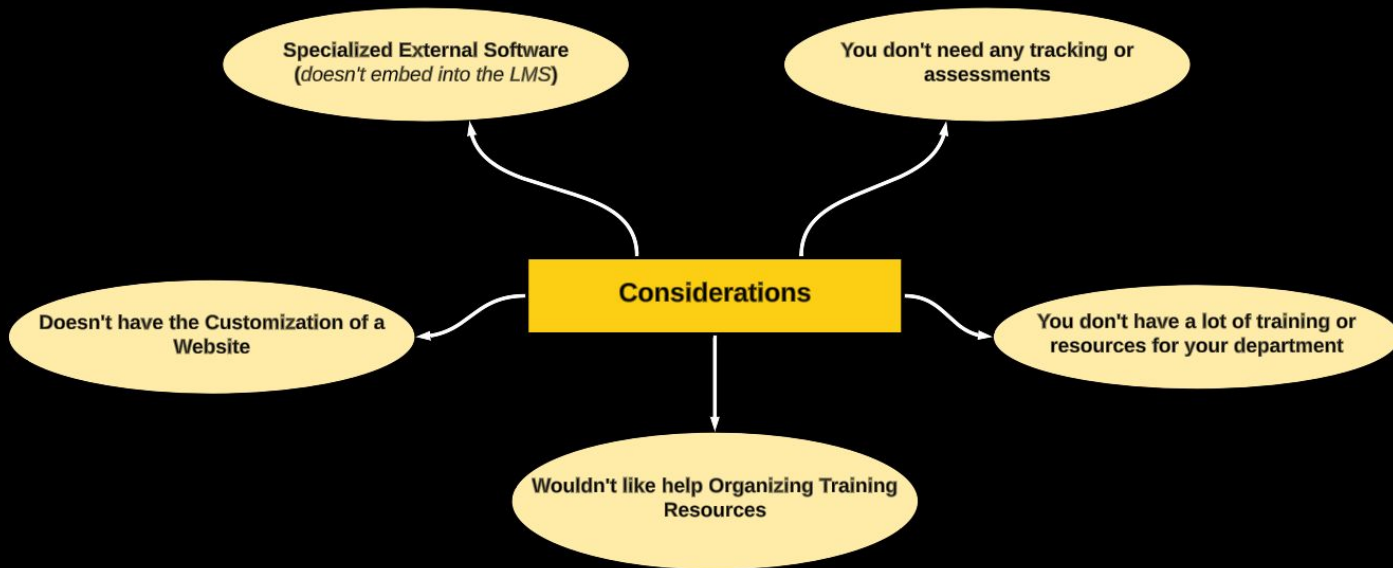 Specialized External Software
(doesn't embed into the LMS)
You don't need any tracking or
assessments
Considerations
Doesn't have the Customization of a
Website
You don't have a lot of training or
resources for your department
Wouldn't like help Organizing Training
Resources